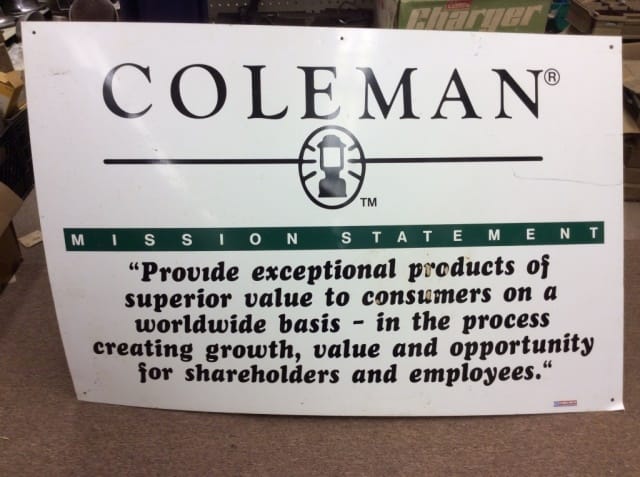 Charger
COLEMAN®
TM
MISSION STATEMENT
“Provide exceptional products of
superior value to consumers on a
worldwide basis - in the process
creating growth, value and opportunity
for shareholders and employees.“